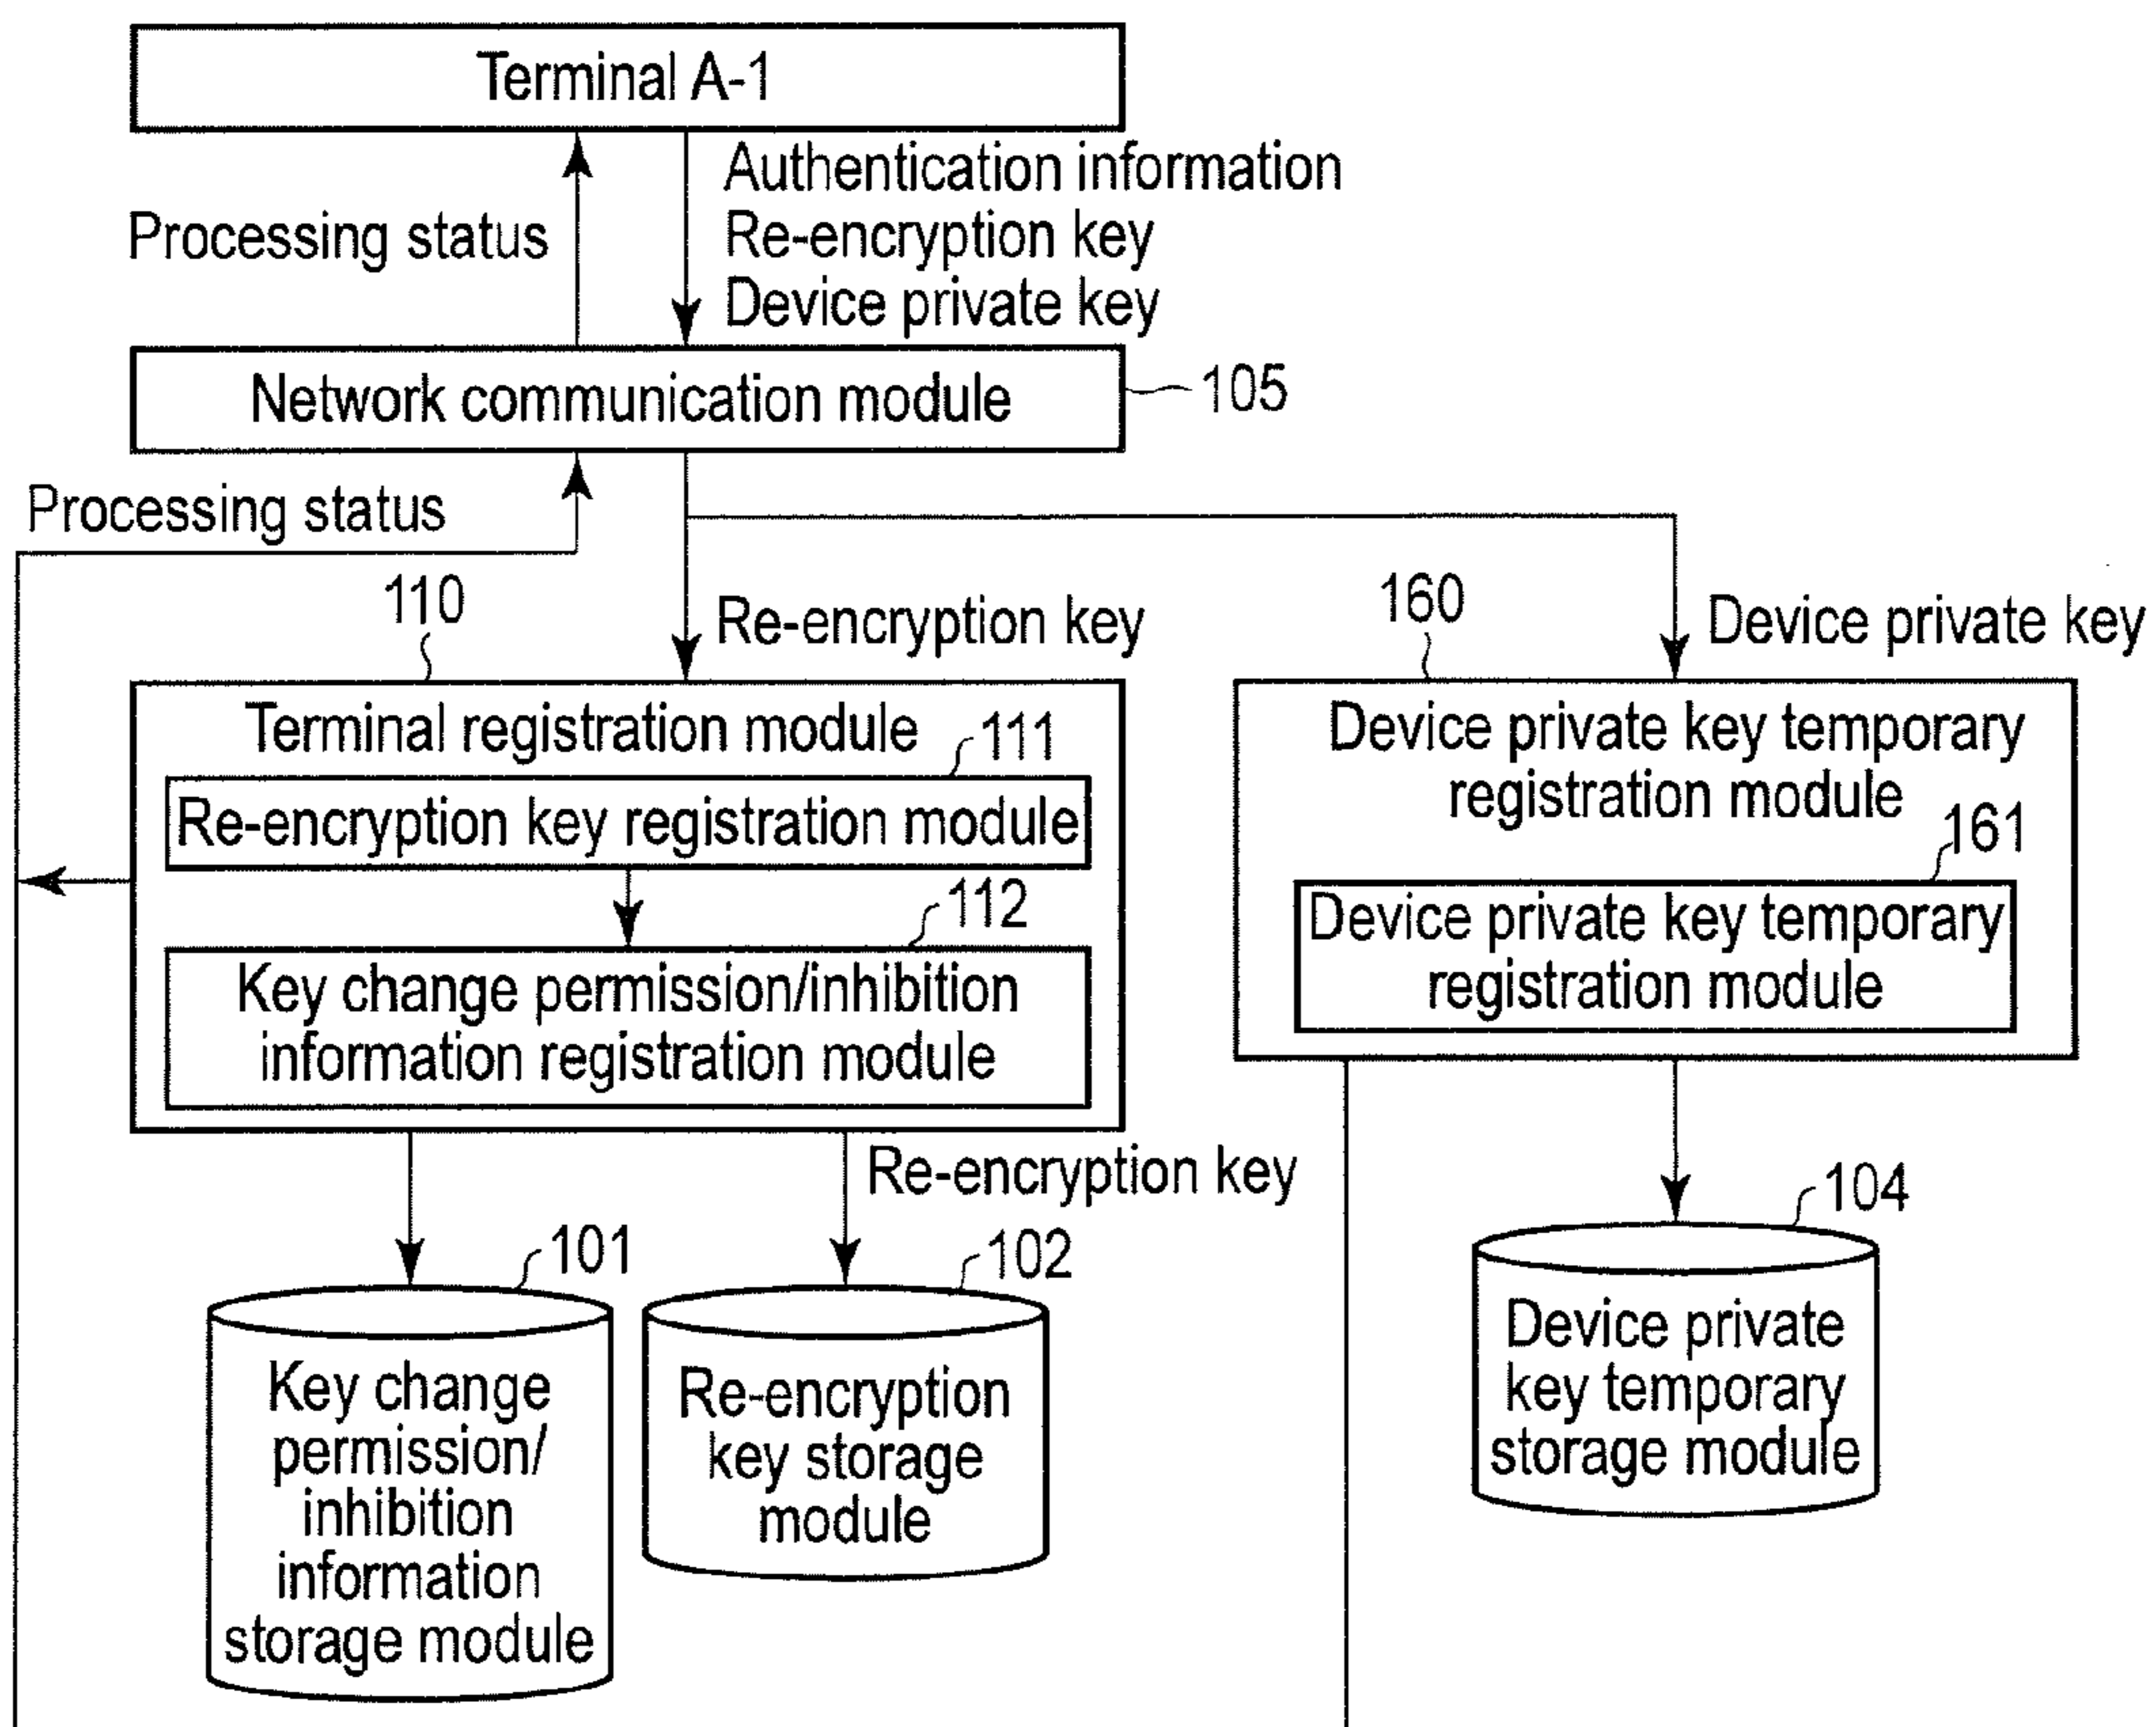 Terminal A-1
Authentication information
Processing status
Re-encryption key
Device private key
Network communication module
105
Processing status
110
Re-encryption key
160
Device private key
Terminal registration module
111
Re-encryption key registration module
112
Key change permission/inhibition
information registration module
Device private key temporary
registration module
161
Device private key temporary
registration module
Re-encryption key
101
102
104
Key change
permission/
inhibition
information
storage module
Re-encryption
key storage
module
Device private
key temporary
storage module